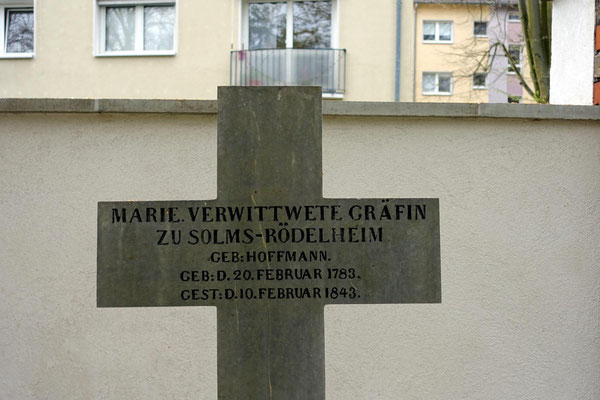 MARIE. VERWITTWETE GRÄFIN
ZU SOLMS-RÖDELHEIM
GEB: HOFFMANN.
GEB: D. 20. FEBRUAR 1783.
GEST: D. 10. FEBRUAR 1843.